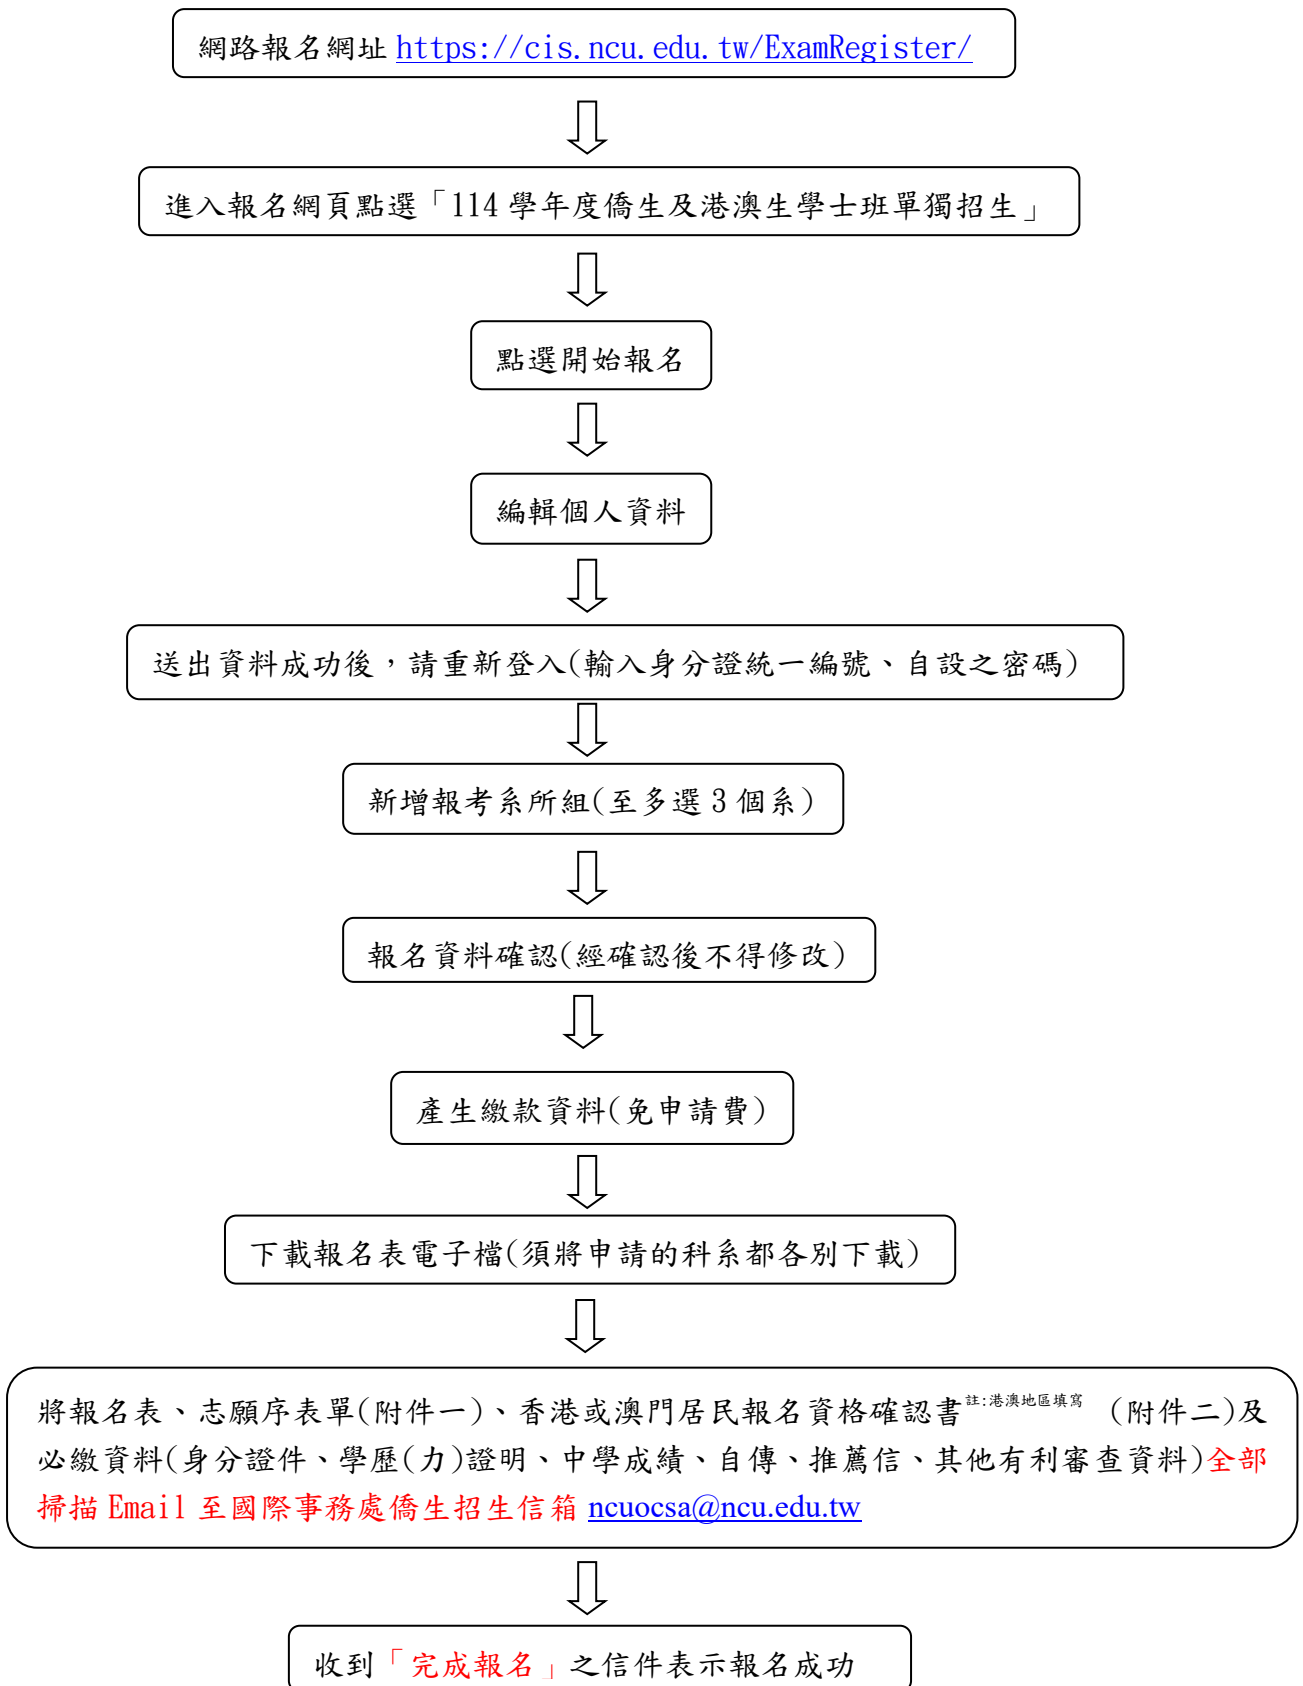 網路報名網址 https://cis.ncu.edu.tw/ExamRegister/
進入報名網頁點選「114 學年度僑生及港澳生學士班單獨招生」
點選開始報名
編輯個人資料
送出資料成功後，請重新登入(輸入身分證統一編號、自設之密碼)
新增報考系所組(至多選 3 個系)
報名資料確認(經確認後不得修改)
產生繳款資料(免申請費)
下載報名表電子檔(須將申請的科系都各別下載)
將報名表、志願序表單(附件一)、香港或澳門居民報名資格確認書註:港澳地區填寫 (附件二)及
必繳資料(身分證件、學歷(力)證明、中學成績、自傳、推薦信、其他有利審查資料)全部
掃描 Email 至國際事務處僑生招生信箱 ncuocsa@ncu.edu.tw
收到「完成報名」之信件表示報名成功